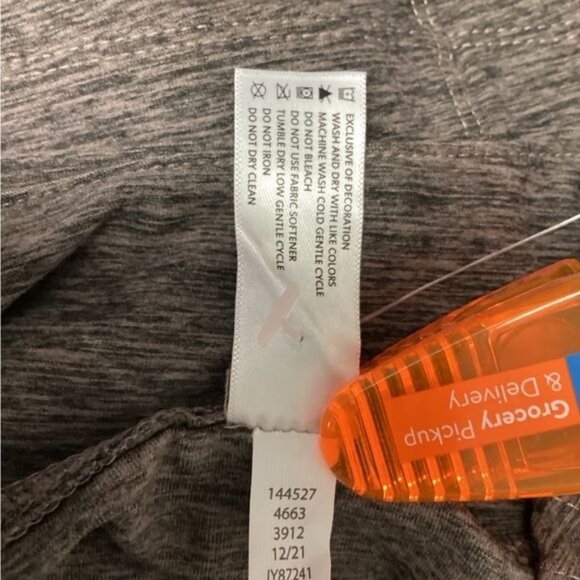 EXCLUSIVE OF DECORATION
WASH AND DRY WITH LIKE COLORS
MACHINE WASH COLD GENTLE CYCLE
DO NOT BLEACH
DO NOT USE FABRIC SOFTENER
TUMBLE DRY LOW GENTLE CYCLE
DO NOT IRON
DO NOT DRY CLEAN
Grocery Pickup
& Delivery
144527
4663
3912
12/21
JY87241